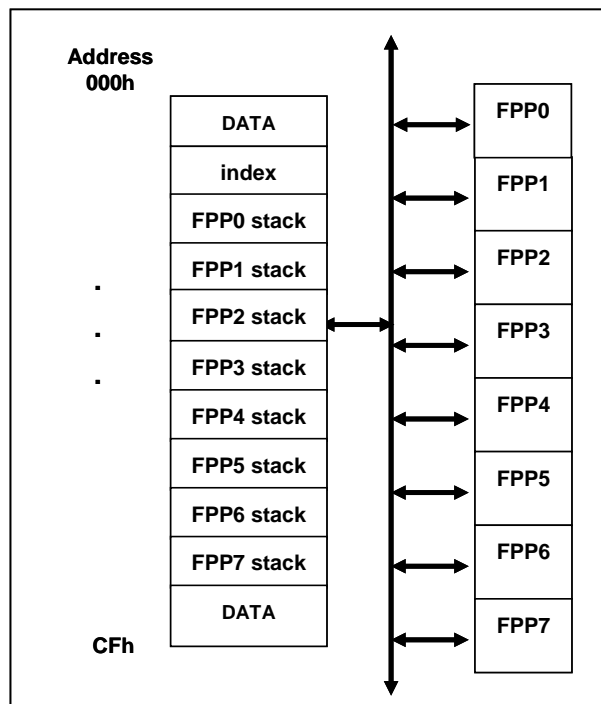 Address
000h
DATA
index
FPP0 stack
FPP1 stack
FPP2 stack
FPP3 stack
FPP4 stack
FPP5 stack
FPP6 stack
FPP7 stack
DATA
CFh
.
.
.
FPP0
FPP1
FPP2
FPP3
FPP4
FPP5
FPP6
FPP7